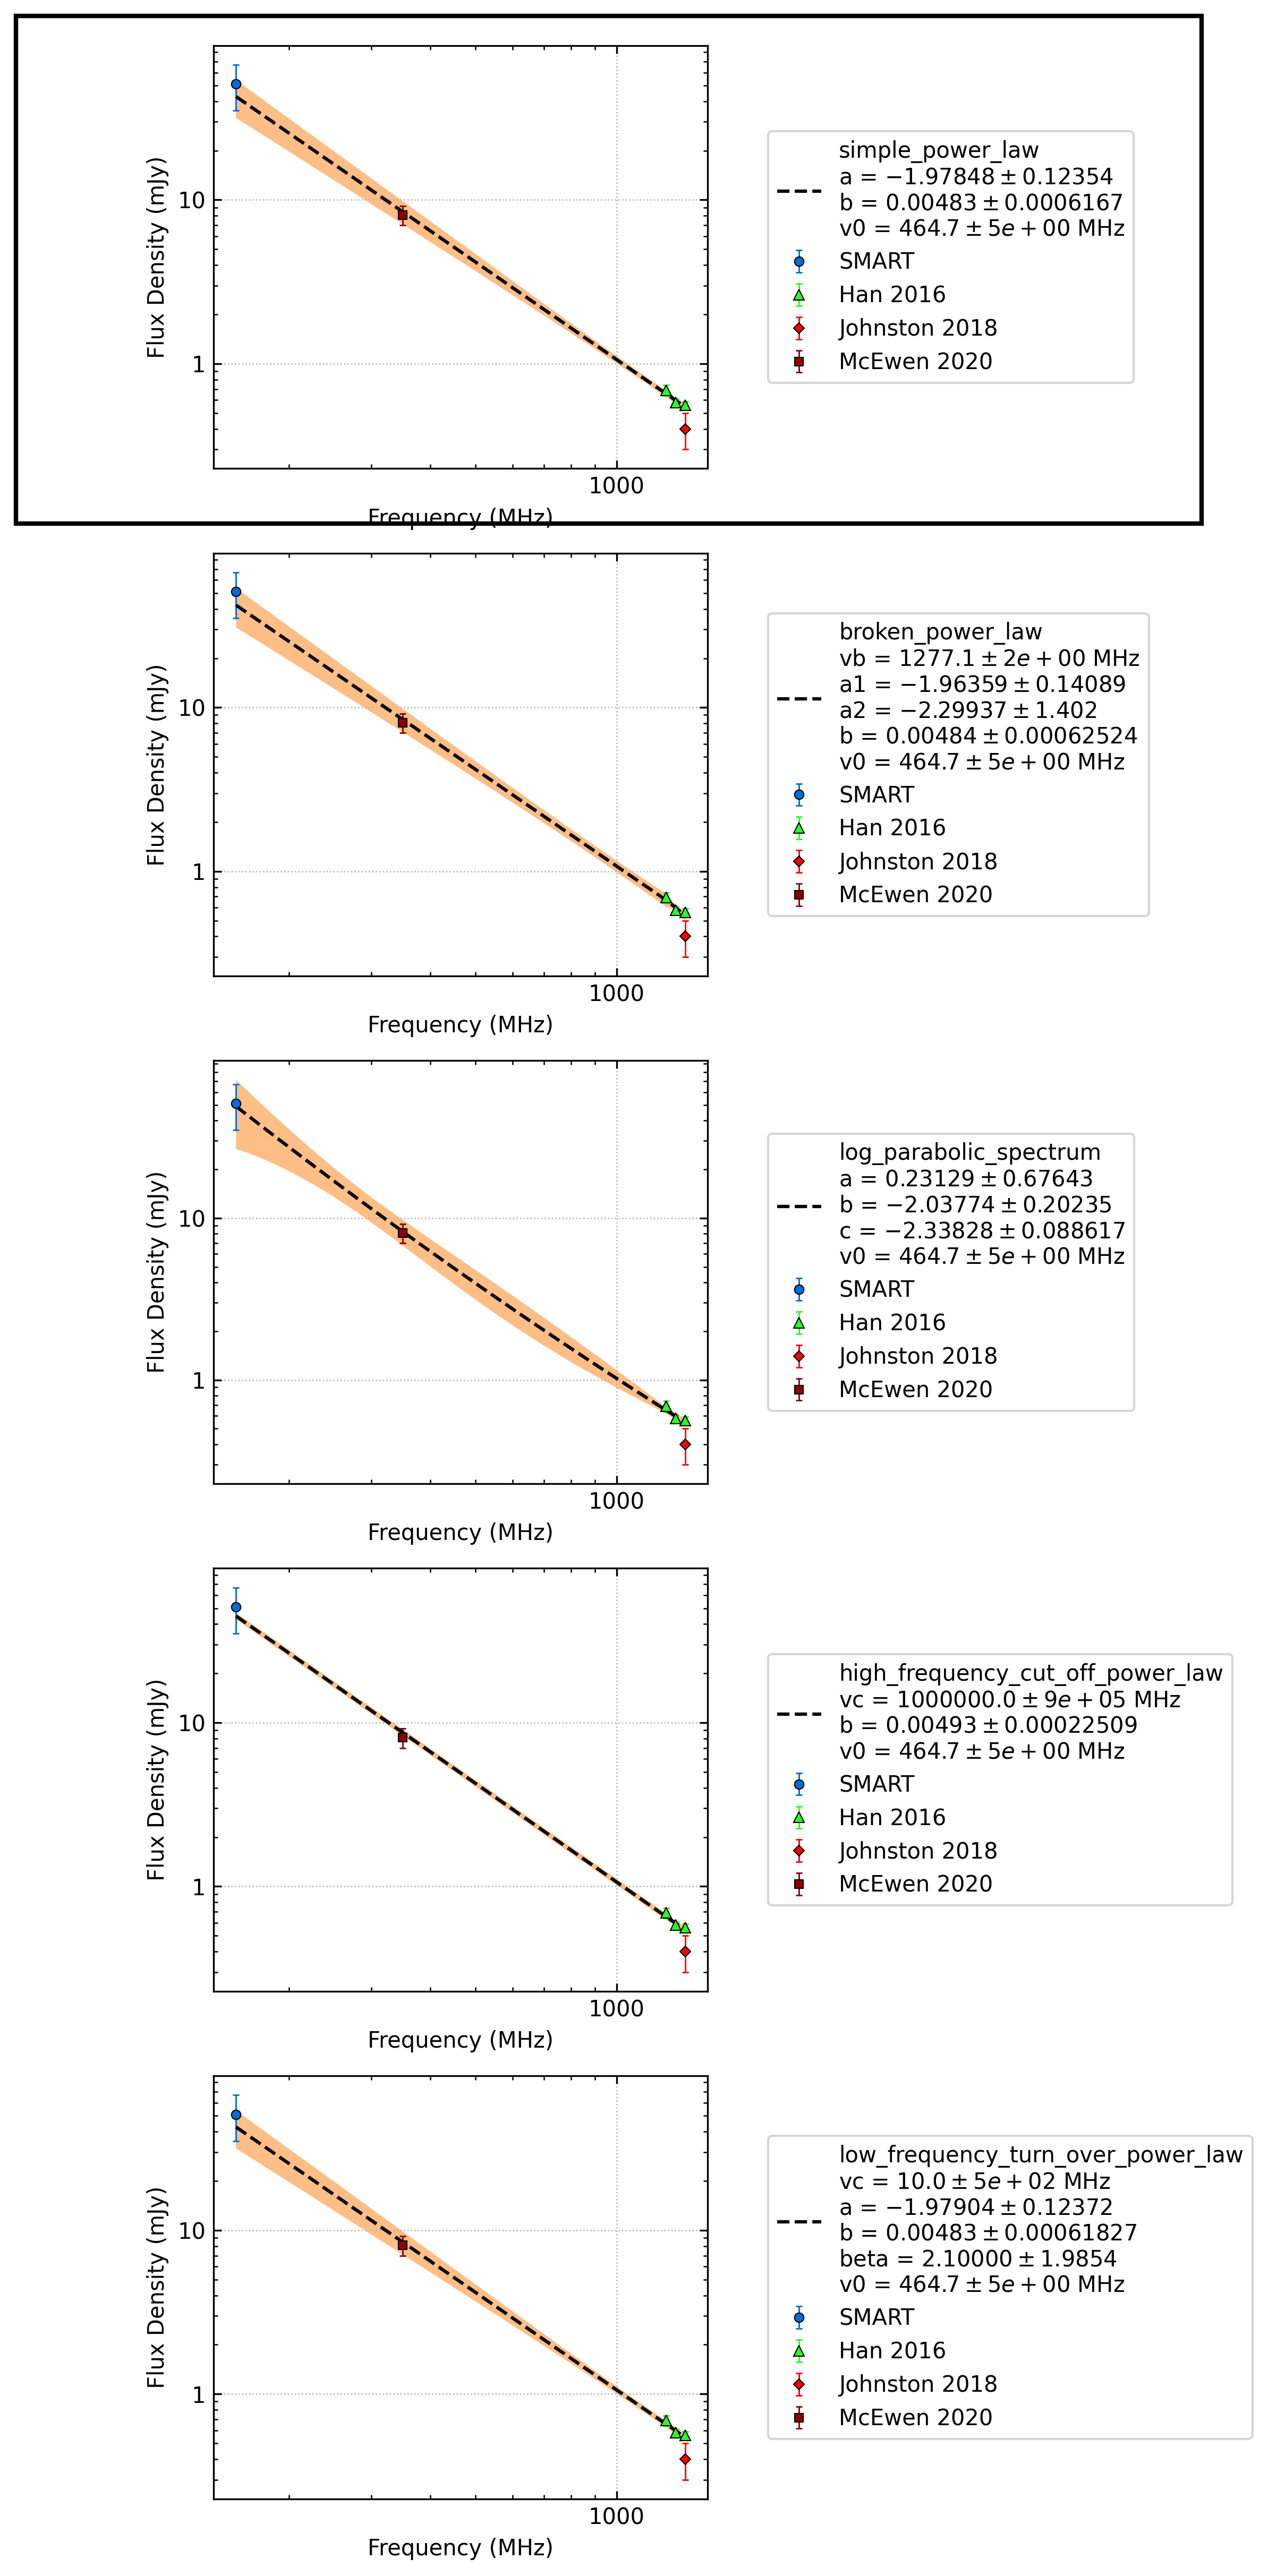 10
1
Flux Density (mJy)
1000
Frequency (MHz)
simple_power_law
a = −1.97848 ± 0.12354
b = 0.00483 ± 0.0006167
v0 = 464.7 ± 5e + 00 MHz
SMART
Han 2016
Johnston 2018
McEwen 2020
10
1
Flux Density (mJy)
1000
Frequency (MHz)
broken_power_law
vb = 1277.1 ± 2e + 00 MHz
a1 = −1.96359 ± 0.14089
a2 = −2.29937 ± 1.402
b = 0.00484 ± 0.00062524
v0 = 464.7 ± 5e + 00 MHz
SMART
Han 2016
Johnston 2018
McEwen 2020
10
1
Flux Density (mJy)
1000
Frequency (MHz)
log_parabolic_spectrum
a = 0.23129 ± 0.67643
b = −2.03774 ± 0.20235
c = −2.33828 ± 0.088617
v0 = 464.7 ± 5e + 00 MHz
SMART
Han 2016
Johnston 2018
McEwen 2020
10
1
Flux Density (mJy)
1000
Frequency (MHz)
high_frequency_cut_off_power_law
vc = 1000000.0 ± 9e + 05 MHz
b = 0.00493 ± 0.00022509
v0 = 464.7 ± 5e + 00 MHz
SMART
Han 2016
Johnston 2018
McEwen 2020
10
1
Flux Density (mJy)
1000
Frequency (MHz)
low_frequency_turn_over_power_law
vc = 10.0 ± 5e + 02 MHz
a = −1.97904 ± 0.12372
b = 0.00483 ± 0.00061827
beta = 2.10000 ± 1.9854
v0 = 464.7 ± 5e + 00 MHz
SMART
Han 2016
Johnston 2018
McEwen 2020